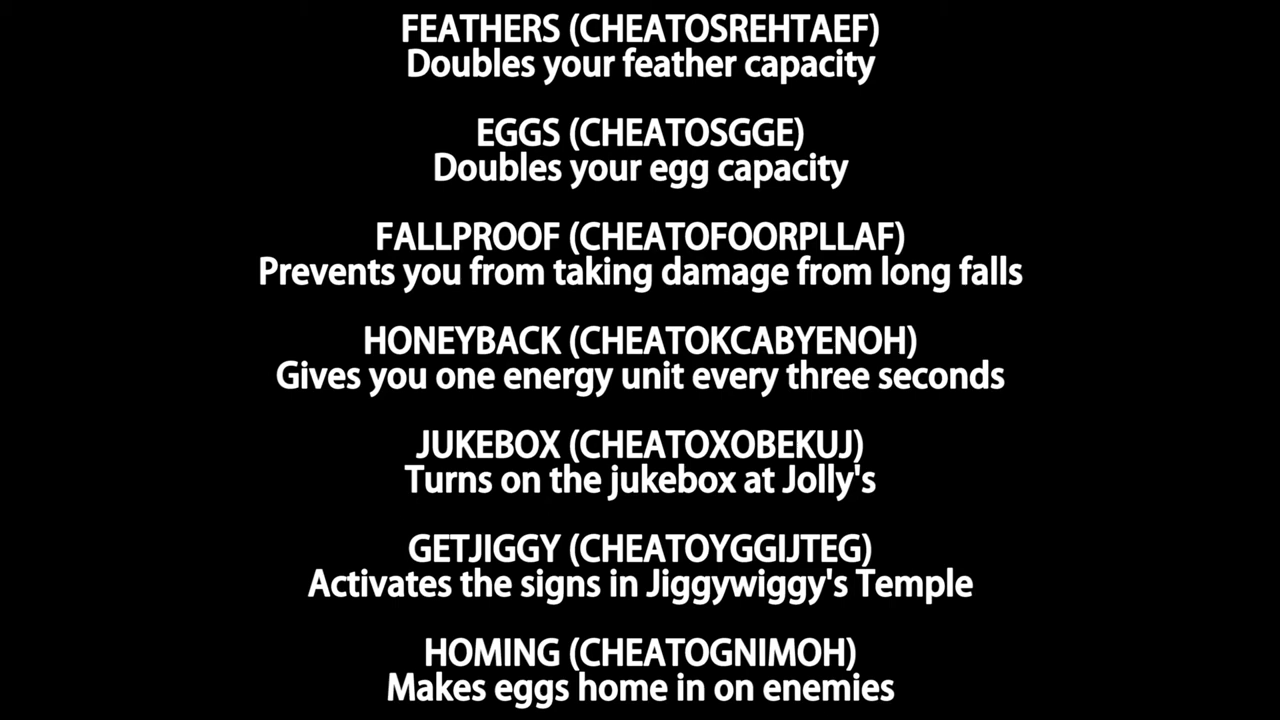 FEATHERS (CHEATOSREHTAEF)
Doubles your feather capacity
EGGS (CHEATOSGGE)
Doubles your egg capacity
FALLPROOF (CHEATOFOORPLLAF)
Prevents you from taking damage from long falls
HONEYBACK (CHEATOKCABYENOH)
Gives you one energy unit every three seconds
JUKEBOX (CHEATOXOBEKUJ)
Turns on the jukebox at Jolly's
GETJIGGY (CHEATOYGGIJTEG)
Activates the signs in Jiggywiggy's Temple
HOMING (CHEATOGNIMOH)
Makes eggs home in on enemies